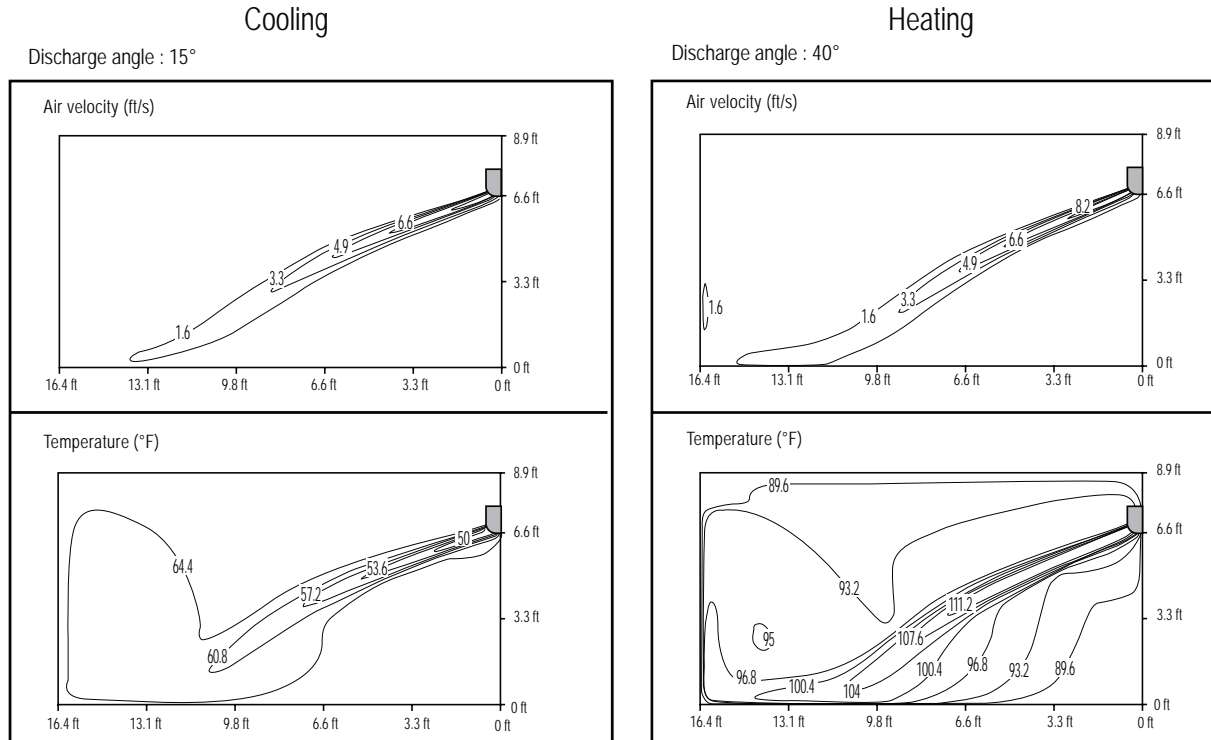 Cooling
Discharge angle : 15°
Air velocity (ft/s)
8.9 ft
6.6 ft
6.6
4.9
3.3
3.3 ft
1.6
0 ft
16.4 ft 13.1 ft 9.8 ft 6.6 ft 3.3 ft 0 ft
Temperature (°F)
8.9 ft
6.6 ft
50
53.6
64.4
57.2
3.3 ft
60.8
0 ft
16.4 ft 13.1 ft 9.8 ft 6.6 ft 3.3 ft 0 ft
Heating
Discharge angle : 40°
Air velocity (ft/s)
8.9 ft
6.6 ft
8.2
6.6
4.9
3.3 ft
3.3
1.6
1.6
0 ft
16.4 ft 13.1 ft 9.8 ft 6.6 ft 3.3 ft 0 ft
Temperature (°F)
8.9 ft
89.6
6.6 ft
93.2
111.2
3.3 ft
95
107.6
96.8
100.4
104
100.4
96.8
93.2
89.6
0 ft
16.4 ft 13.1 ft 9.8 ft 6.6 ft 3.3 ft 0 ft